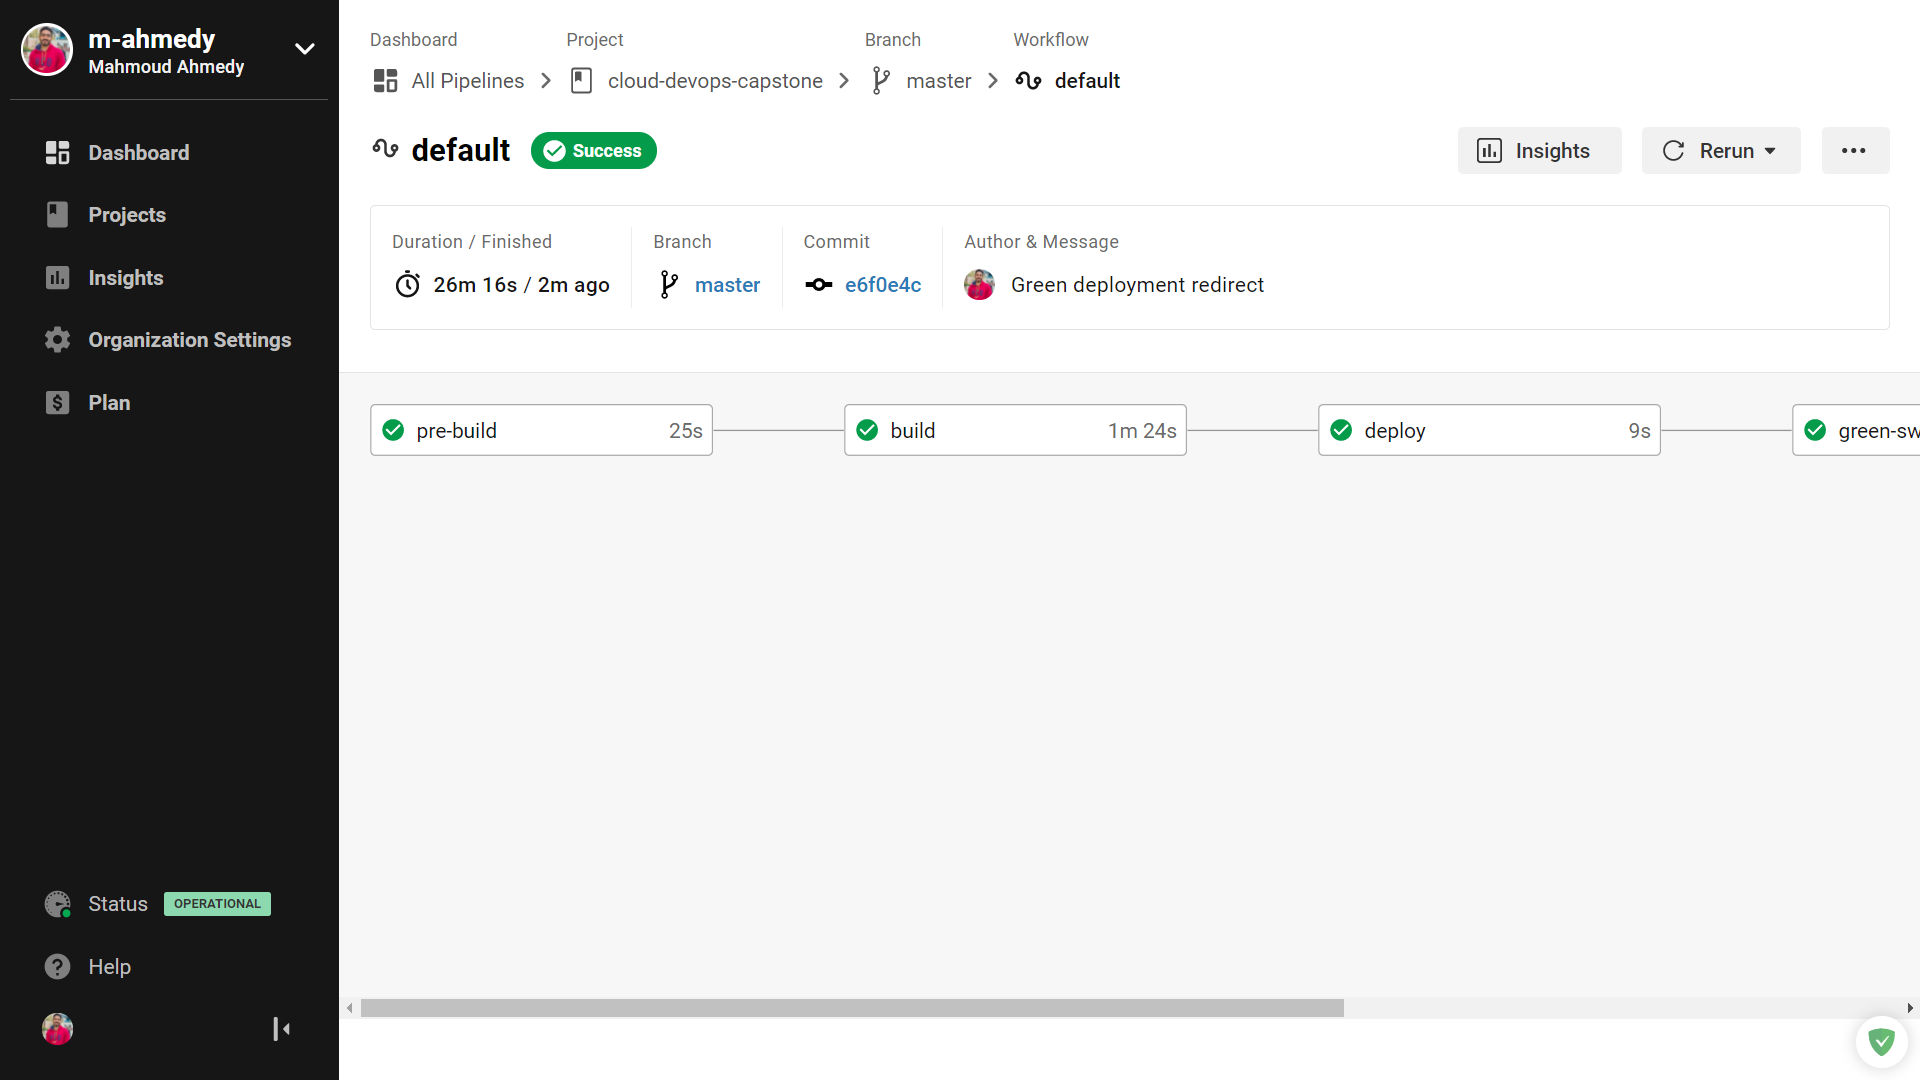 m-ahmedy
Mahmoud Ahmedy
Dashboard
Projects
Insights
Organization Settings
Plan
Status OPERATIONAL
Help
Dashboard Project Branch Workflow
All Pipelines cloud-devops-capstone master default
default Success
Insights Rerun
Duration / Finished Branch Commit Author & Message
26m 16s / 2m ago master e6f0e4c Green deployment redirect
pre-build 25s build 1m 24s deploy 9s green-sw